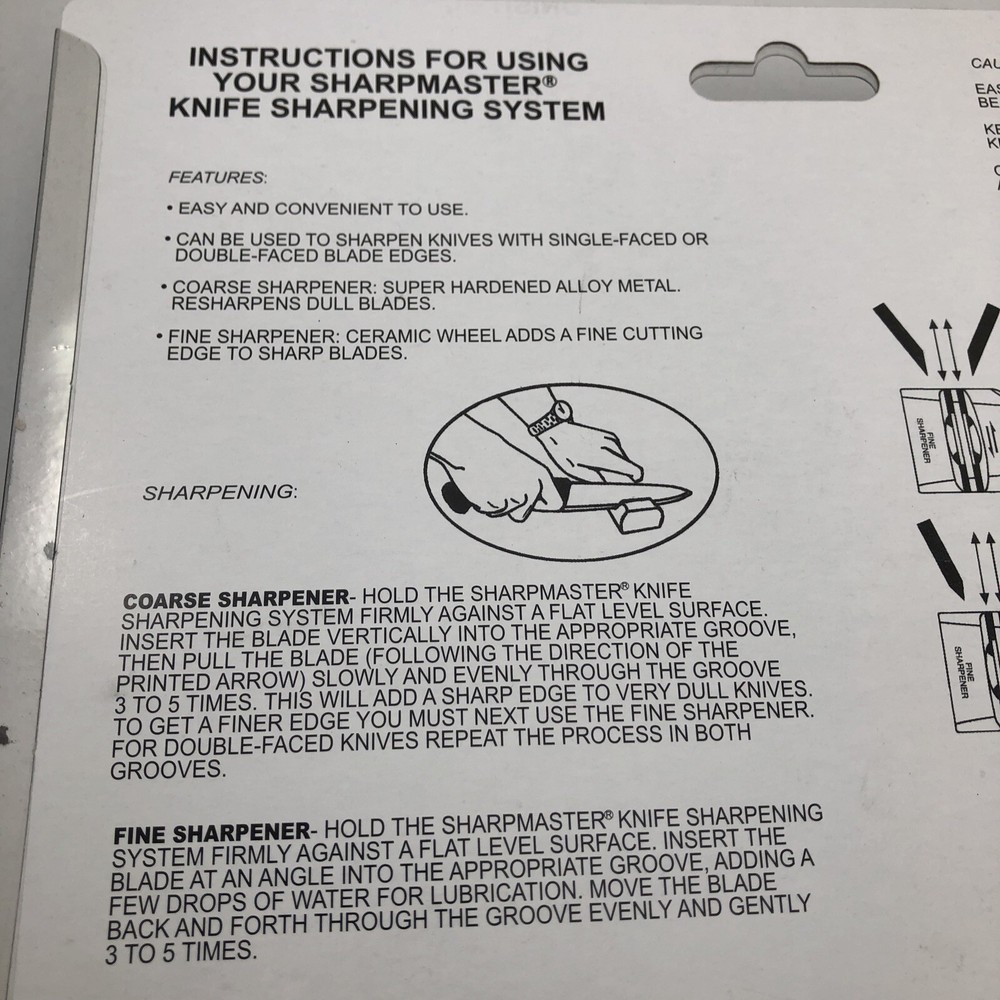 INSTRUCTIONS FOR USING
YOUR SHARPMASTER®
KNIFE SHARPENING SYSTEM
FEATURES:
• EASY AND CONVENIENT TO USE.
• CAN BE USED TO SHARPEN KNIVES WITH SINGLE-FACED OR
DOUBLE-FACED BLADE EDGES.
• COARSE SHARPENER: SUPER HARDENED ALLOY METAL.
RESHARPENS DULL BLADES.
• FINE SHARPENER: CERAMIC WHEEL ADDS A FINE CUTTING
EDGE TO SHARP BLADES.
SHARPENING:
COARSE SHARPENER- HOLD THE SHARPMASTER® KNIFE
SHARPENING SYSTEM FIRMLY AGAINST A FLAT LEVEL SURFACE.
INSERT THE BLADE VERTICALLY INTO THE APPROPRIATE GROOVE,
THEN PULL THE BLADE (FOLLOWING THE DIRECTION OF THE
PRINTED ARROW) SLOWLY AND EVENLY THROUGH THE GROOVE
3 TO 5 TIMES. THIS WILL ADD A SHARP EDGE TO VERY DULL KNIVES.
TO GET A FINER EDGE YOU MUST NEXT USE THE FINE SHARPENER.
FOR DOUBLE-FACED KNIVES REPEAT THE PROCESS IN BOTH
GROOVES.
FINE SHARPENER- HOLD THE SHARPMASTER® KNIFE SHARPENING
SYSTEM FIRMLY AGAINST A FLAT LEVEL SURFACE. INSERT THE
BLADE AT AN ANGLE INTO THE APPROPRIATE GROOVE, ADDING A
FEW DROPS OF WATER FOR LUBRICATION. MOVE THE BLADE
BACK AND FORTH THROUGH THE GROOVE EVENLY AND GENTLY
3 TO 5 TIMES.
CAU
EAS
BE
KE
FINE
SHARPENER
FINE
SHARPENER